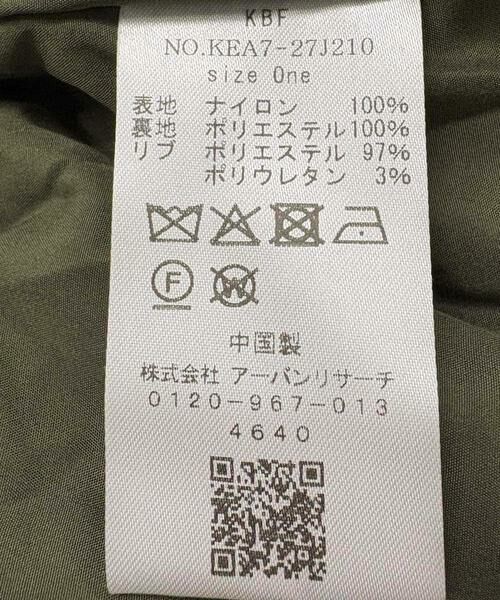 KBF
NO.KEA7-27J210
size One
表地 ナイロン 100%
裏地 ポリエステル100%
リブ ポリエステル 97%
ポリウレタン 3%
F W
中国製
株式会社 アーバンリサーチ
0120-967-013
4640